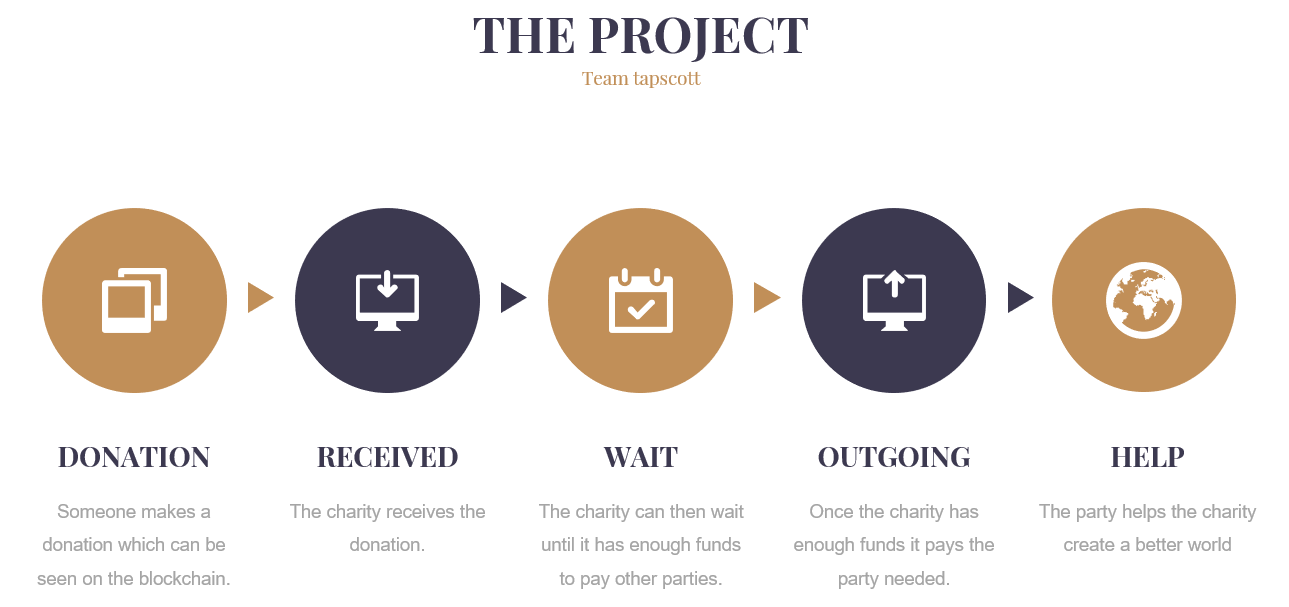 THE PROJECT
Team tapscott
DONATION
Someone makes a
donation which can be
seen on the blockchain.
RECEIVED
The charity receives the
donation.
WAIT
The charity can then wait
until it has enough funds
to pay other parties.
OUTGOING
Once the charity has
enough funds it pays the
party needed.
HELP
The party helps the charity
create a better world